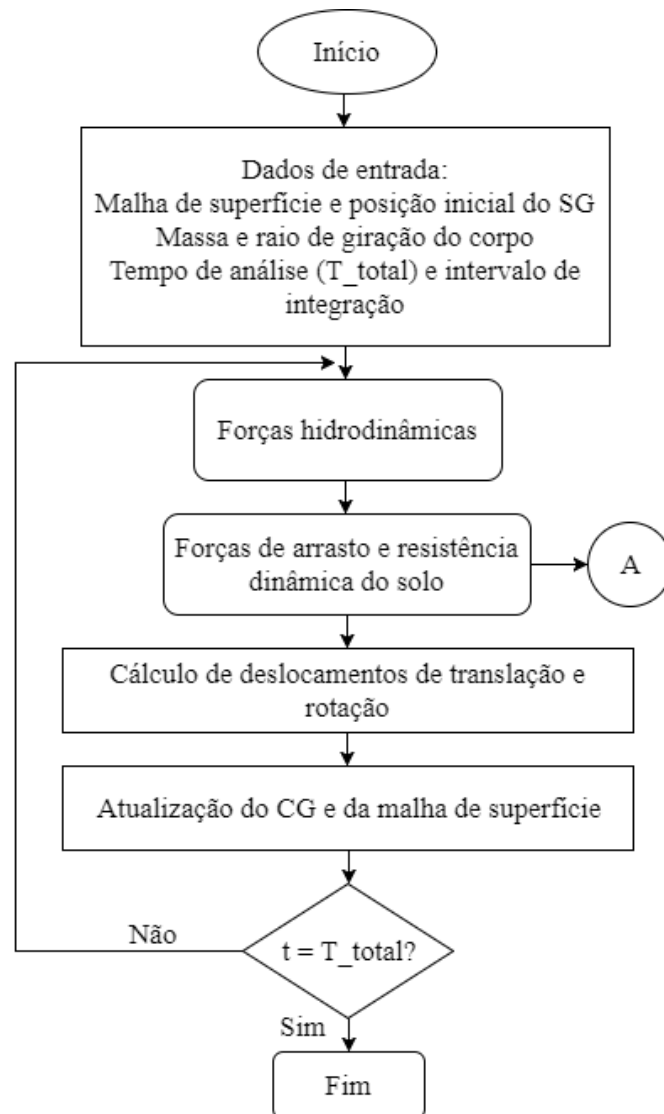 Início
Dados de entrada:
Malha de superfície e posição inicial do SG
Massa e raio de giração do corpo
Tempo de análise (T_total) e intervalo de
integração
Forças hidrodinâmicas
Forças de arrasto e resistência
dinâmica do solo
A
Cálculo de deslocamentos de translação e
rotação
Atualização do CG e da malha de superfície
Não
t = T_total?
Sim
Fim